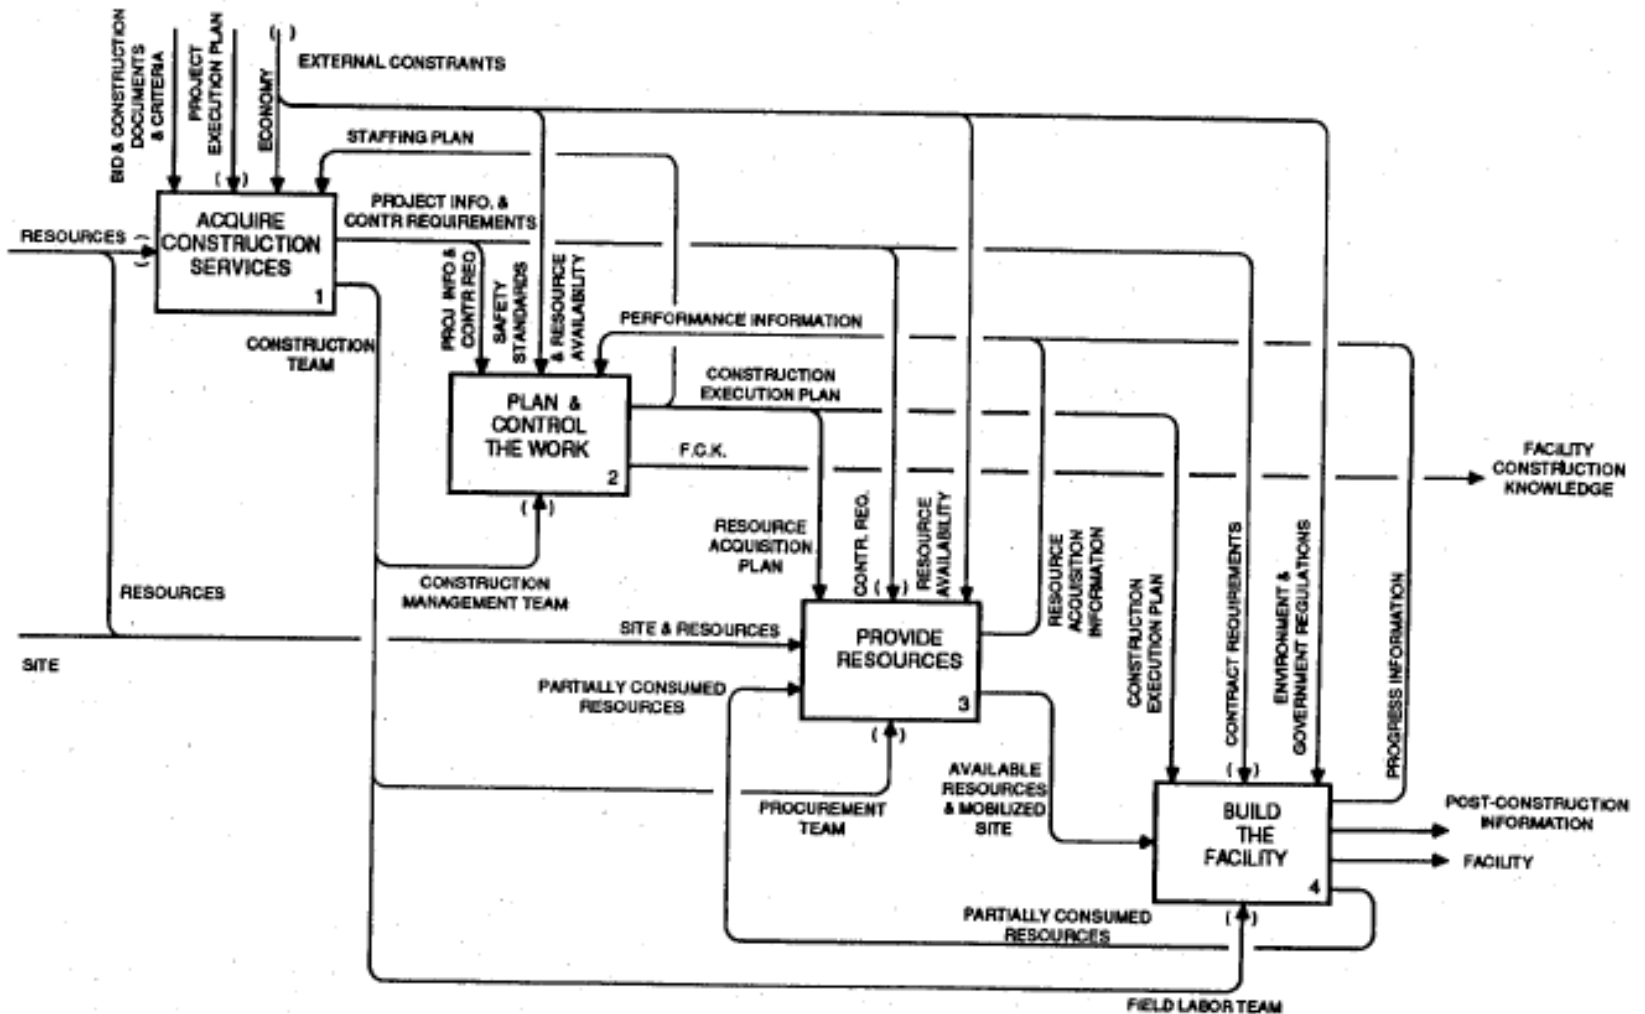 BID & CONSTRUCTION
DOCUMENTS
& CRITERIA
PROJECT
EXECUTION PLAN
ECONOMY
( )
EXTERNAL CONSTRAINTS
STAFFING PLAN
( )
PROJECT INFO. &
CONTR REQUIREMENTS
RESOURCES
( )
ACQUIRE
CONSTRUCTION
SERVICES
1
PROJ INFO &
CONTR REQ
SAFETY
STANDARDS
& RESOURCE
AVAILABILITY
PERFORMANCE INFORMATION
CONSTRUCTION
TEAM
CONSTRUCTION
EXECUTION PLAN
PLAN &
CONTROL
THE WORK
2
F.C.K.
FACILITY
CONSTRUCTION
KNOWLEDGE
( )
RESOURCE
ACQUISITION
PLAN
CONTR. REQ.
( )
RESOURCE
AVAILABILITY
RESOURCE
ACQUISITION
INFORMATION
CONSTRUCTION
EXECUTION PLAN
CONTRACT REQUIREMENTS
ENVIRONMENT &
GOVERNMENT REGULATIONS
PROGRESS INFORMATION
RESOURCES
CONSTRUCTION
MANAGEMENT TEAM
SITE & RESOURCES
SITE
PROVIDE
RESOURCES
3
PARTIALLY CONSUMED
RESOURCES
( )
AVAILABLE
RESOURCES
& MOBILIZED
SITE
PROCUREMENT
TEAM
( )
BUILD
THE
FACILITY
4
POST-CONSTRUCTION
INFORMATION
FACILITY
PARTIALLY CONSUMED
RESOURCES
( )
FIELD LABOR TEAM